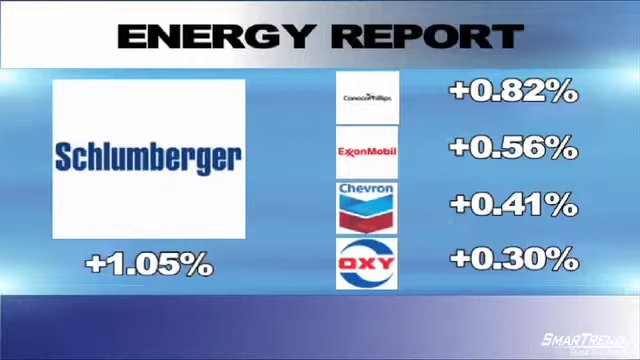 ENERGY REPORT
Schlumberger
+1.05%
ConocoPhillips
+0.82%
ExxonMobil
+0.56%
Chevron
+0.41%
OXY
+0.30%
SMARTREND